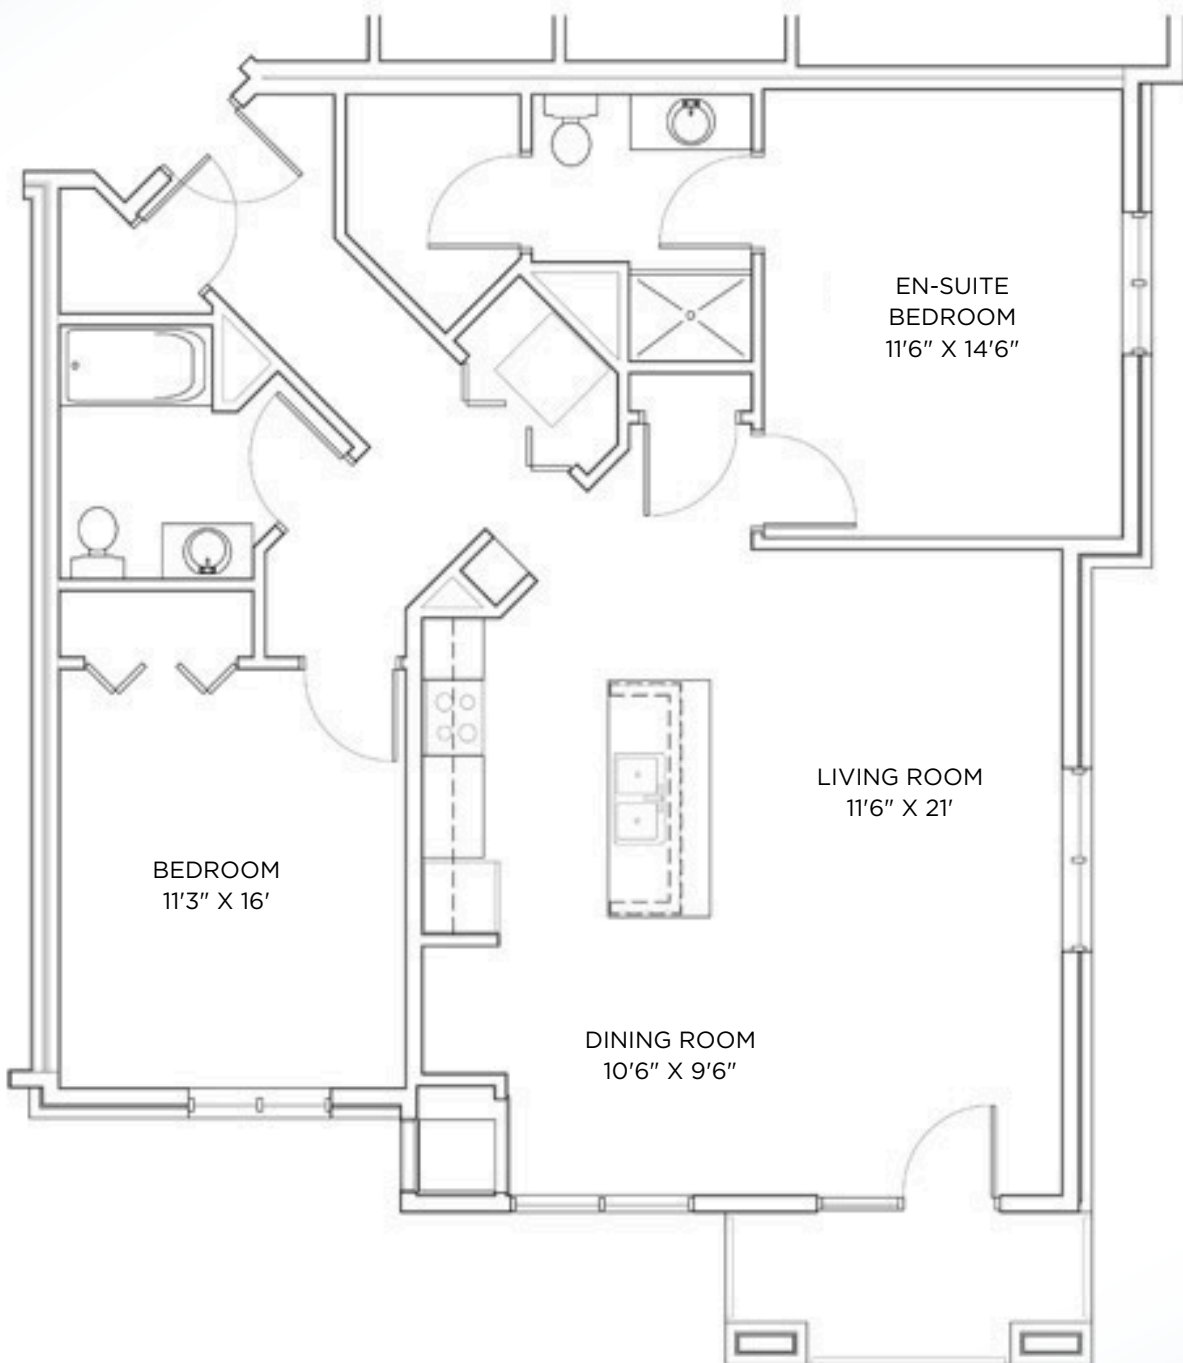 EN-SUITE
BEDROOM
11'6" X 14'6"
LIVING ROOM
11'6" X 21'
BEDROOM
11'3" X 16'
DINING ROOM
10'6" X 9'6"